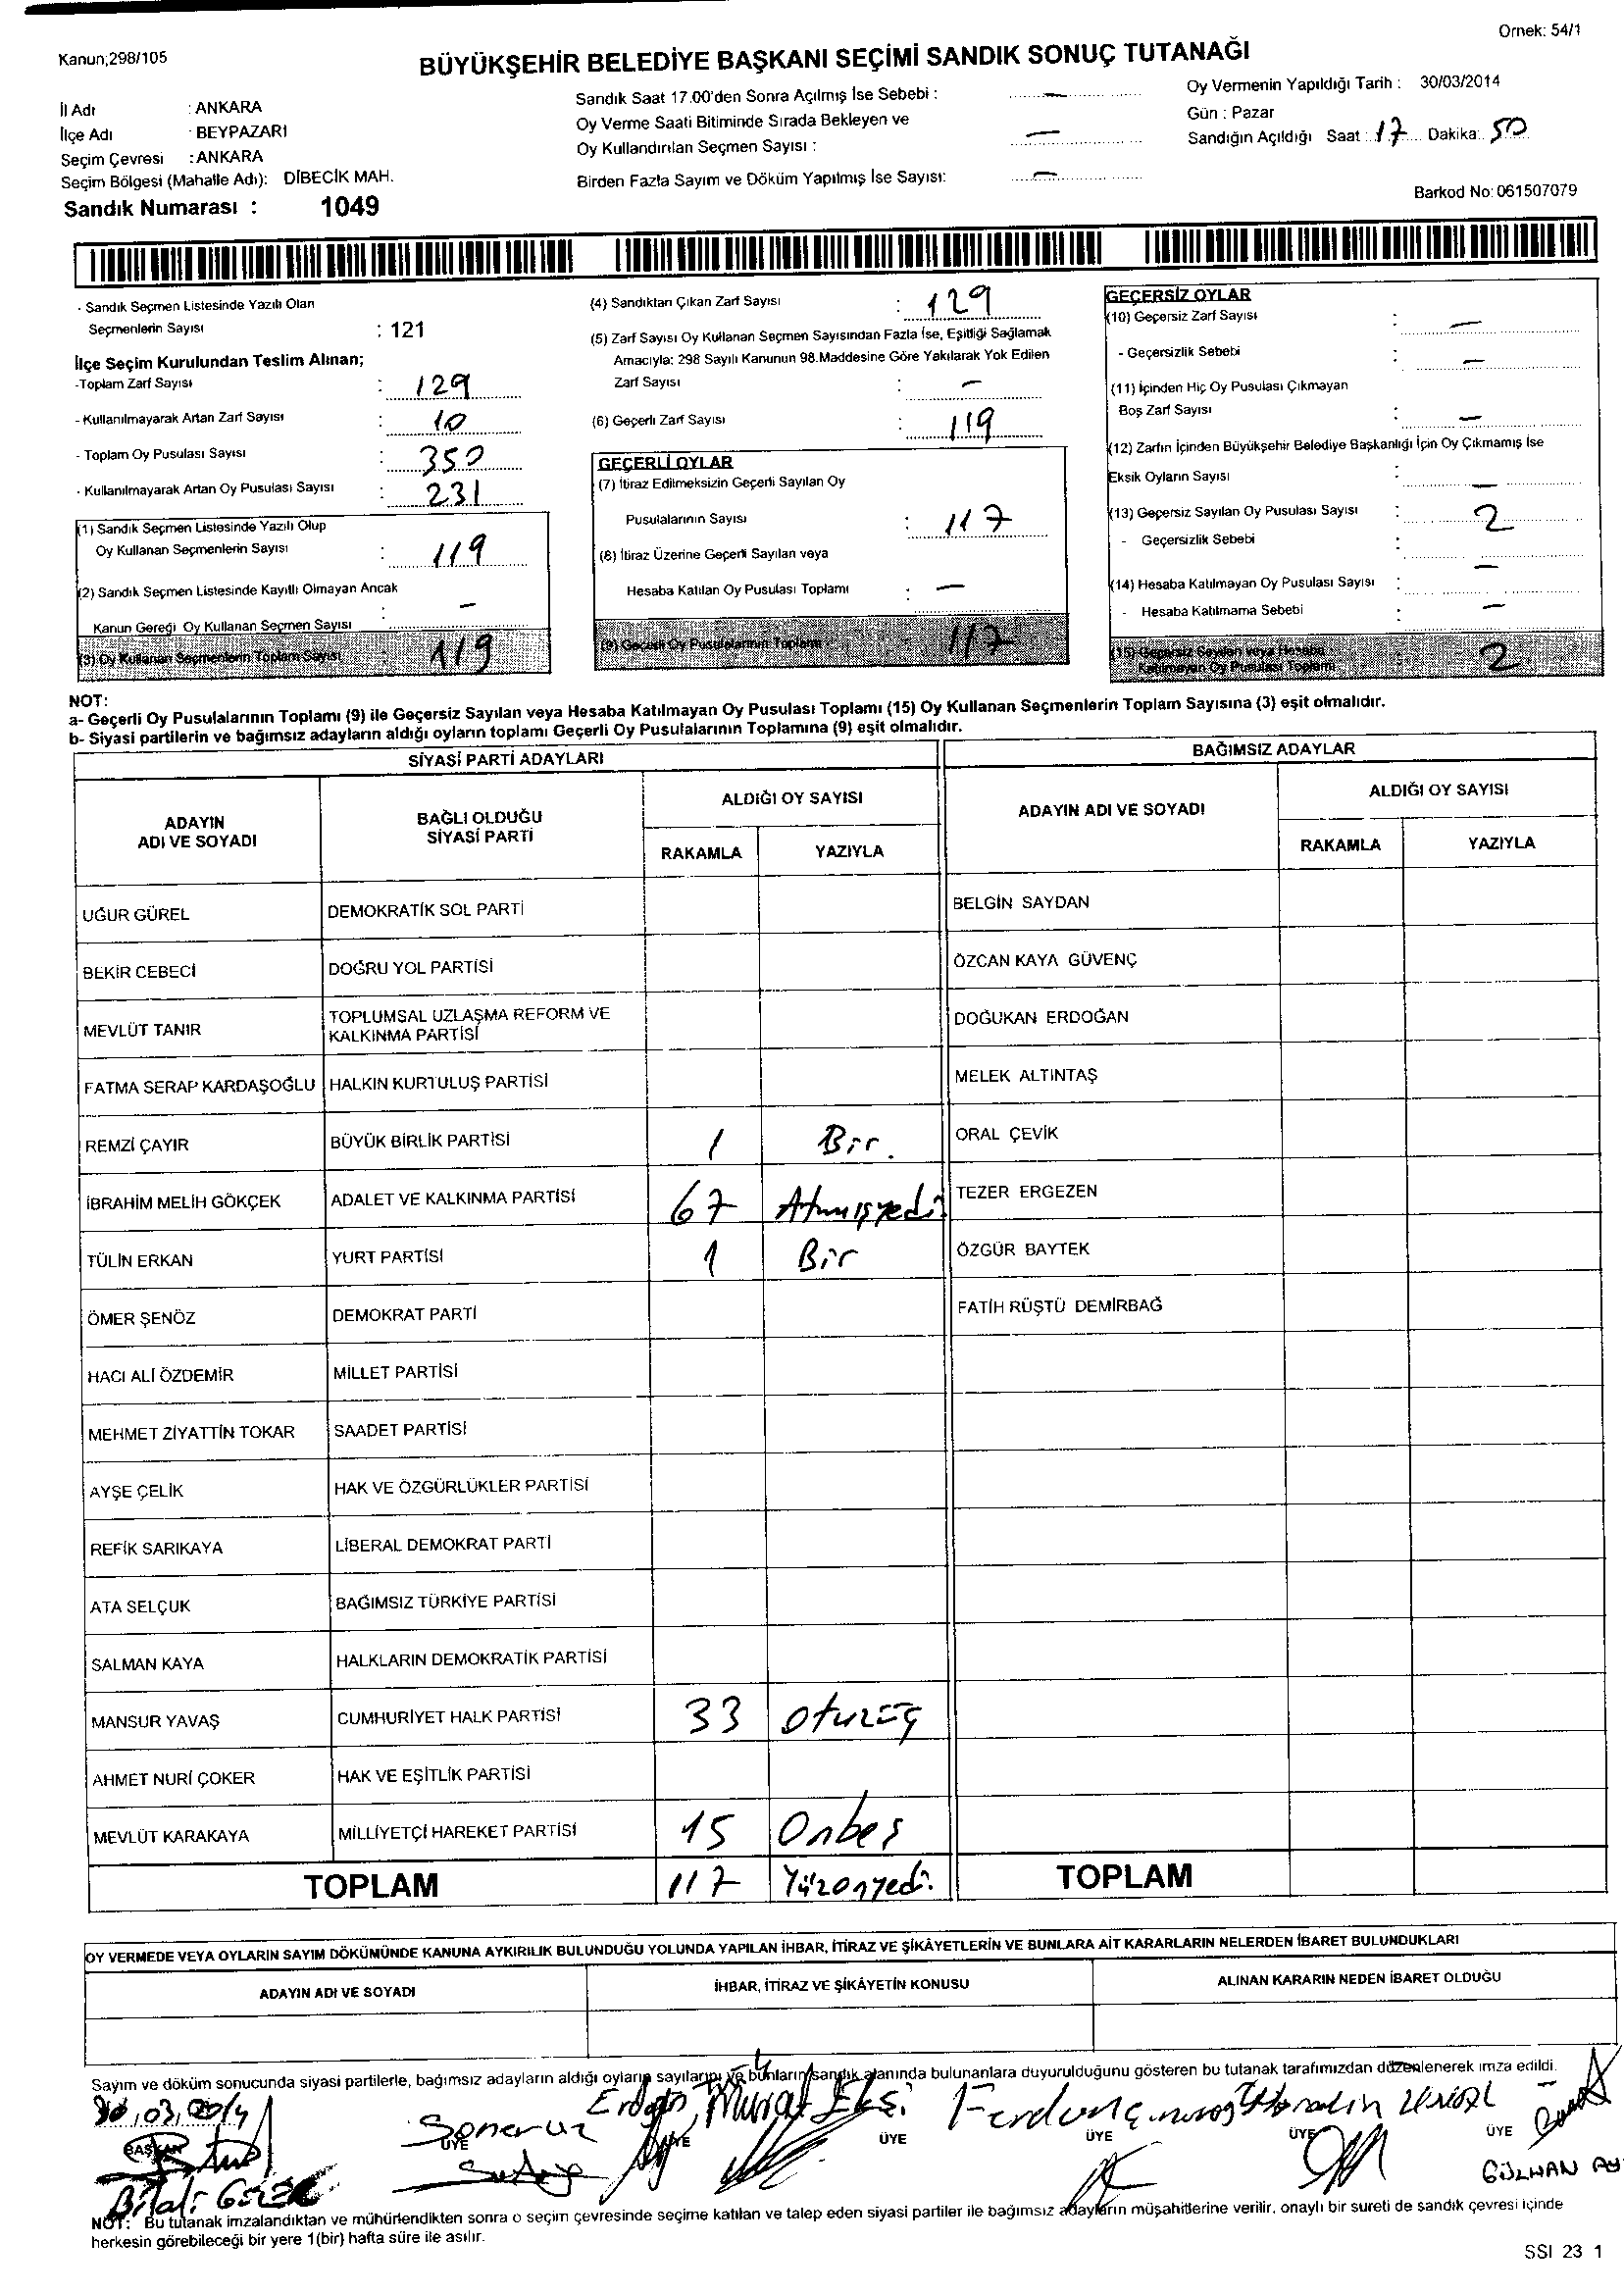 Ornek: 54/1
Kanun;298/105
BÜYÜKŞEHİR BELEDİYE BAŞKANI SEÇİMİ SANDIK SONUÇ TUTANAĞI
İl Adı : ANKARA
İlçe Adı : BEYPAZARI
Seçim Çevresi : ANKARA
Seçim Bölgesi (Mahalle Adı): DİBECİK MAH.
Sandık Numarası : 1049
Sandık Saat 17.00'den Sonra Açılmış İse Sebebi : —
Oy Verme Saati Bitiminde Sırada Bekleyen ve
Oy Kullandırılan Seçmen Sayısı : —
Birden Fazla Sayım ve Döküm Yapılmış İse Sayısı: —
Oy Vermenin Yapıldığı Tarih : 30/03/2014
Gün : Pazar
Sandığın Açıldığı Saat : 17 Dakika: 50
Barkod No: 061507079
- Sandık Seçmen Listesinde Yazılı Olan
Seçmenlerin Sayısı : 121
İlçe Seçim Kurulundan Teslim Alınan;
-Toplam Zarf Sayısı : 129
- Kullanılmayarak Artan Zarf Sayısı : 10
- Toplam Oy Pusulası Sayısı : 350
- Kullanılmayarak Artan Oy Pusulası Sayısı : 231
(1) Sandık Seçmen Listesinde Yazılı Olup
Oy Kullanan Seçmenlerin Sayısı : 119
(2) Sandık Seçmen Listesinde Kayıtlı Olmayan Ancak
Kanun Gereği Oy Kullanan Seçmen Sayısı : —
(3) Oy Kullanan Seçmenlerin Toplam Sayısı : 119
(4) Sandıktan Çıkan Zarf Sayısı : 129
(5) Zarf Sayısı Oy Kullanan Seçmen Sayısından Fazla İse, Eşitliği Sağlamak
Amacıyla: 298 Sayılı Kanunun 98.Maddesine Göre Yakılarak Yok Edilen
Zarf Sayısı : —
(6) Geçerli Zarf Sayısı : 119
GEÇERLİ OYLAR
(7) İtiraz Edilmeksizin Geçerli Sayılan Oy
Pusulalarının Sayısı : 117
(8) İtiraz Üzerine Geçerli Sayılan veya
Hesaba Katılan Oy Pusulası Toplamı : —
(9) Geçerli Oy Pusulalarının Toplamı : 117
GEÇERSİZ OYLAR
(10) Geçersiz Zarf Sayısı : —
- Geçersizlik Sebebi : —
(11) İçinden Hiç Oy Pusulası Çıkmayan
Boş Zarf Sayısı : —
(12) Zarfın İçinden Büyükşehir Belediye Başkanlığı İçin Oy Çıkmamış İse
Eksik Oyların Sayısı : —
(13) Geçersiz Sayılan Oy Pusulası Sayısı : 2
- Geçersizlik Sebebi :
(14) Hesaba Katılmayan Oy Pusulası Sayısı : —
- Hesaba Katılmama Sebebi : —
(15) Geçersiz Sayılan veya Hesaba
Katılmayan Oy Pusulası Toplamı : 2
NOT:
a- Geçerli Oy Pusulalarının Toplamı (9) ile Geçersiz Sayılan veya Hesaba Katılmayan Oy Pusulası Toplamı (15) Oy Kullanan Seçmenlerin Toplam Sayısına (3) eşit olmalıdır.
b- Siyasi partilerin ve bağımsız adayların aldığı oyların toplamı Geçerli Oy Pusulalarının Toplamına (9) eşit olmalıdır.
SİYASİ PARTİ ADAYLARI
ADAYIN
ADI VE SOYADI
BAĞLI OLDUĞU
SİYASİ PARTİ
ALDIĞI OY SAYISI
RAKAMLA YAZIYLA
UĞUR GÜREL DEMOKRATİK SOL PARTİ
BEKİR CEBECİ DOĞRU YOL PARTİSİ
MEVLÜT TANIR TOPLUMSAL UZLAŞMA REFORM VE
KALKINMA PARTİSİ
FATMA SERAP KARDAŞOĞLU HALKIN KURTULUŞ PARTİSİ
REMZİ ÇAYIR BÜYÜK BİRLİK PARTİSİ 1 Bir.
İBRAHİM MELİH GÖKÇEK ADALET VE KALKINMA PARTİSİ 67 Atmışyedi
TÜLİN ERKAN YURT PARTİSİ 1 Bir
ÖMER ŞENÖZ DEMOKRAT PARTİ
HACI ALİ ÖZDEMİR MİLLET PARTİSİ
MEHMET ZİYATTİN TOKAR SAADET PARTİSİ
AYŞE ÇELİK HAK VE ÖZGÜRLÜKLER PARTİSİ
REFİK SARIKAYA LİBERAL DEMOKRAT PARTİ
ATA SELÇUK BAĞIMSIZ TÜRKİYE PARTİSİ
SALMAN KAYA HALKLARIN DEMOKRATİK PARTİSİ
MANSUR YAVAŞ CUMHURİYET HALK PARTİSİ 33 otuzüç
AHMET NURİ ÇOKER HAK VE EŞİTLİK PARTİSİ
MEVLÜT KARAKAYA MİLLİYETÇİ HAREKET PARTİSİ 15 Onbeş
TOPLAM 117 Yüzonyedi.
BAĞIMSIZ ADAYLAR
ADAYIN ADI VE SOYADI
ALDIĞI OY SAYISI
RAKAMLA YAZIYLA
BELGİN SAYDAN
ÖZCAN KAYA GÜVENÇ
DOĞUKAN ERDOĞAN
MELEK ALTINTAŞ
ORAL ÇEVİK
TEZER ERGEZEN
ÖZGÜR BAYTEK
FATİH RÜŞTÜ DEMİRBAĞ
TOPLAM
OY VERMEDE VEYA OYLARIN SAYIM DÖKÜMÜNDE KANUNA AYKIRILIK BULUNDUĞU YOLUNDA YAPILAN İHBAR, İTİRAZ VE ŞİKÂYETLERİN VE BUNLARA AİT KARARLARIN NELERDEN İBARET BULUNDUKLARI
ADAYIN ADI VE SOYADI İHBAR, İTİRAZ VE ŞİKÂYETİN KONUSU ALINAN KARARIN NEDEN İBARET OLDUĞU
Sayım ve döküm sonucunda siyasi partilerle, bağımsız adayların aldığı oyların sayılarını ve bunların sandık alanında bulunanlara duyurulduğunu gösteren bu tutanak tarafımızdan düzenlenerek imza edildi.
30.03.2014
Erdoğan Murat Ekşi
BAŞKAN ÜYE ÜYE ÜYE ÜYE ÜYE ÜYE
GÜLHAN
Bilal
NOT: Bu tutanak imzalandıktan ve mühürlendikten sonra o seçim çevresinde seçime katılan ve talep eden siyasi partiler ile bağımsız adayların müşahitlerine verilir, onaylı bir sureti de sandık çevresi içinde
herkesin görebileceği bir yere 1(bir) hafta süre ile asılır.
SSI 23 1